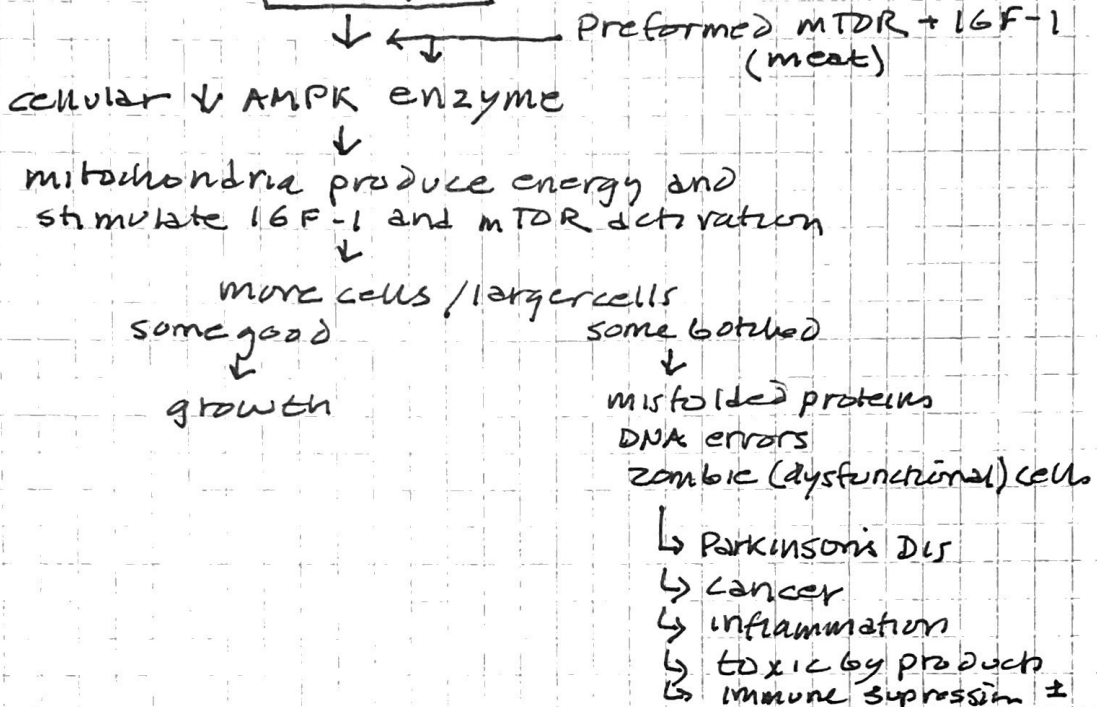 Preformed mTOR + IGF-1
(meat)
cellular ↓ AMPK enzyme
mitochondria produce energy and
stimulate IGF-1 and mTOR activation
more cells / larger cells
some good
some botched
growth
misfolded proteins
DNA errors
zombie (dysfunctional) cells
Parkinson's Dis
cancer
inflammation
toxic by product
immune supression ±